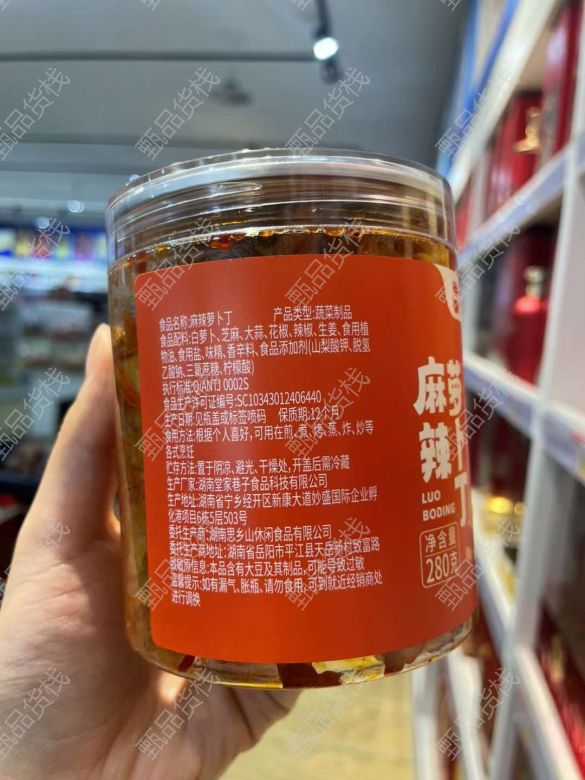 食品名称:麻辣萝卜丁 产品类型:蔬菜制品
食品配料:白萝卜、芝麻、大蒜、花椒、辣椒、生姜、食用植
物油、食用盐、味精、香辛料、食品添加剂(山梨酸钾、脱氢
乙酸钠、三氯蔗糖、柠檬酸)
执行标准:Q/ANTJ 0002S
食品生产许可证编号:SC10343012406440
生产日期:见瓶盖或标签喷码 保质期:12个月
食用方法:根据个人喜好,可用在煎、煮、烤、蒸、炸、炒等
各式烹饪
贮存方法:置于阴凉、避光、干燥处,开盖后需冷藏
生产厂家:湖南堂家巷子食品科技有限公司
生产地址:湖南省宁乡经开区新康大道妙盛国际企业孵
化港项目6栋5层503号
委托生产商:湖南思乡山休闲食品有限公司
委托生产商地址:湖南省岳阳市平江县天岳新村致富路
致敏原信息:本品含有大豆及其制品,可能导致过敏
温馨提示:如有漏气、胀瓶、请勿食用,可到就近经销商处
进行调换
麻辣
萝卜丁
LUO
BODING
净含量
280克
甄品货栈